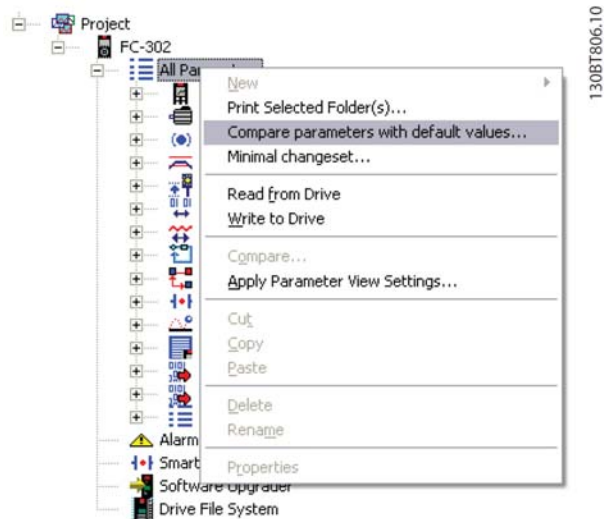 Project
FC-302
All Par
New
Print Selected Folder(s)...
Compare parameters with default values...
Minimal changeset...
Read from Drive
Write to Drive
Compare...
Apply Parameter View Settings...
Cut
Copy
Paste
Delete
Rename
Properties
Alarm
Smart
Software Upgrader
Drive File System
130BT806.10